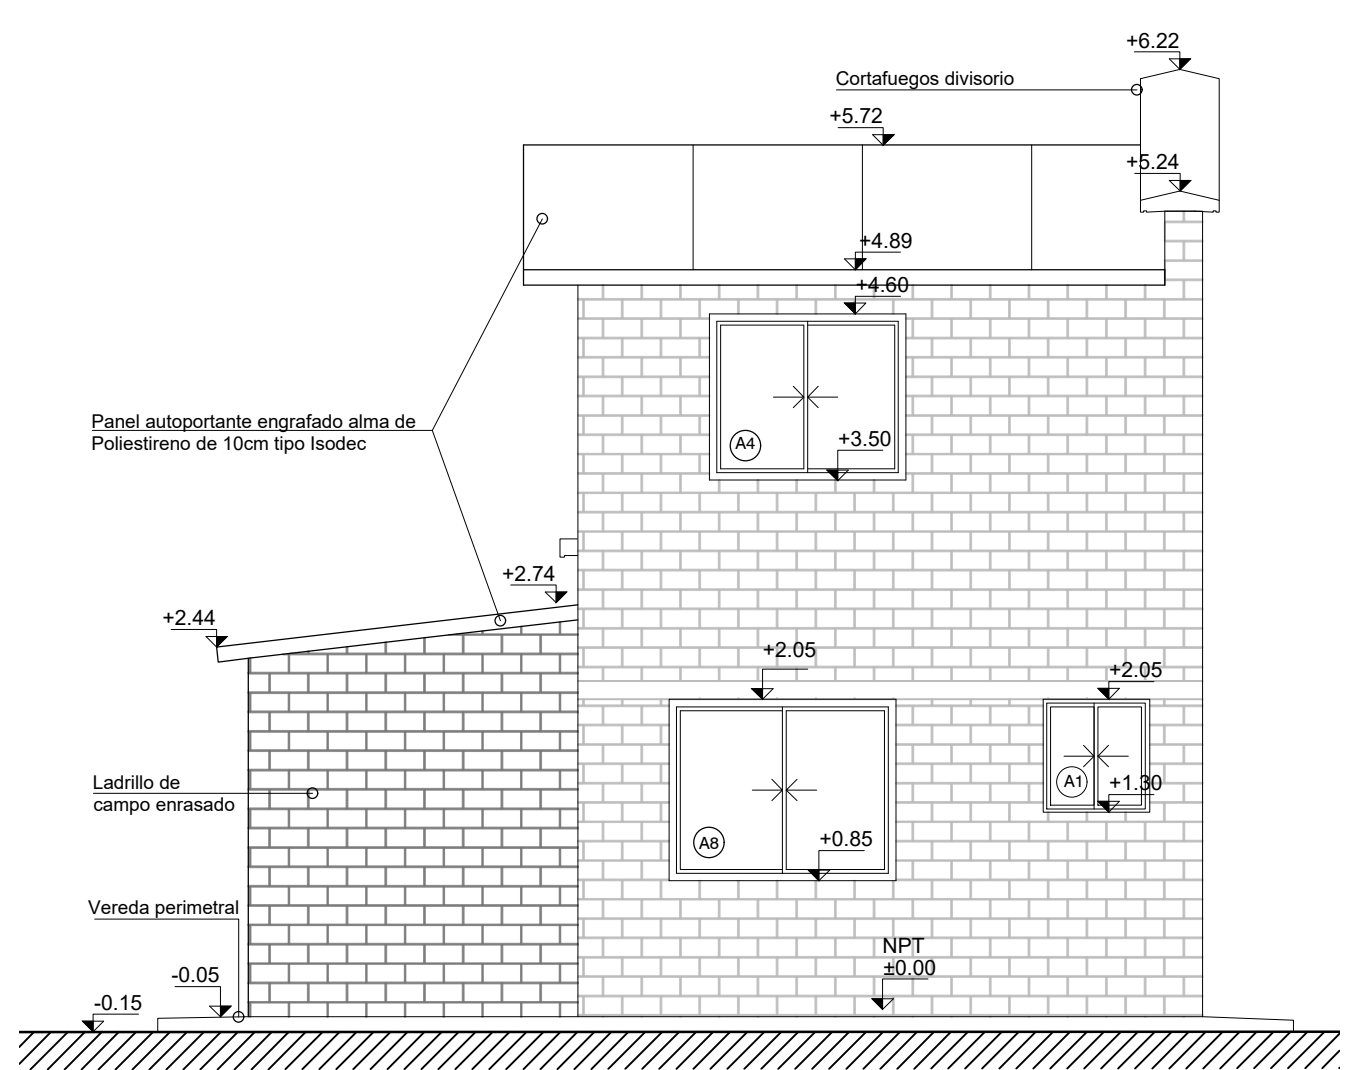 +6.22
Cortafuegos divisorio
+5.72
+5.24
+4.89
+4.60
Panel autoportante engrafado alma de
Poliestireno de 10cm tipo Isodec
A4
+3.50
+2.74
+2.44
+2.05
+2.05
Ladrillo de
campo enrasado
A1
+1.30
A8
+0.85
Vereda perimetral
NPT
±0.00
-0.05
-0.15